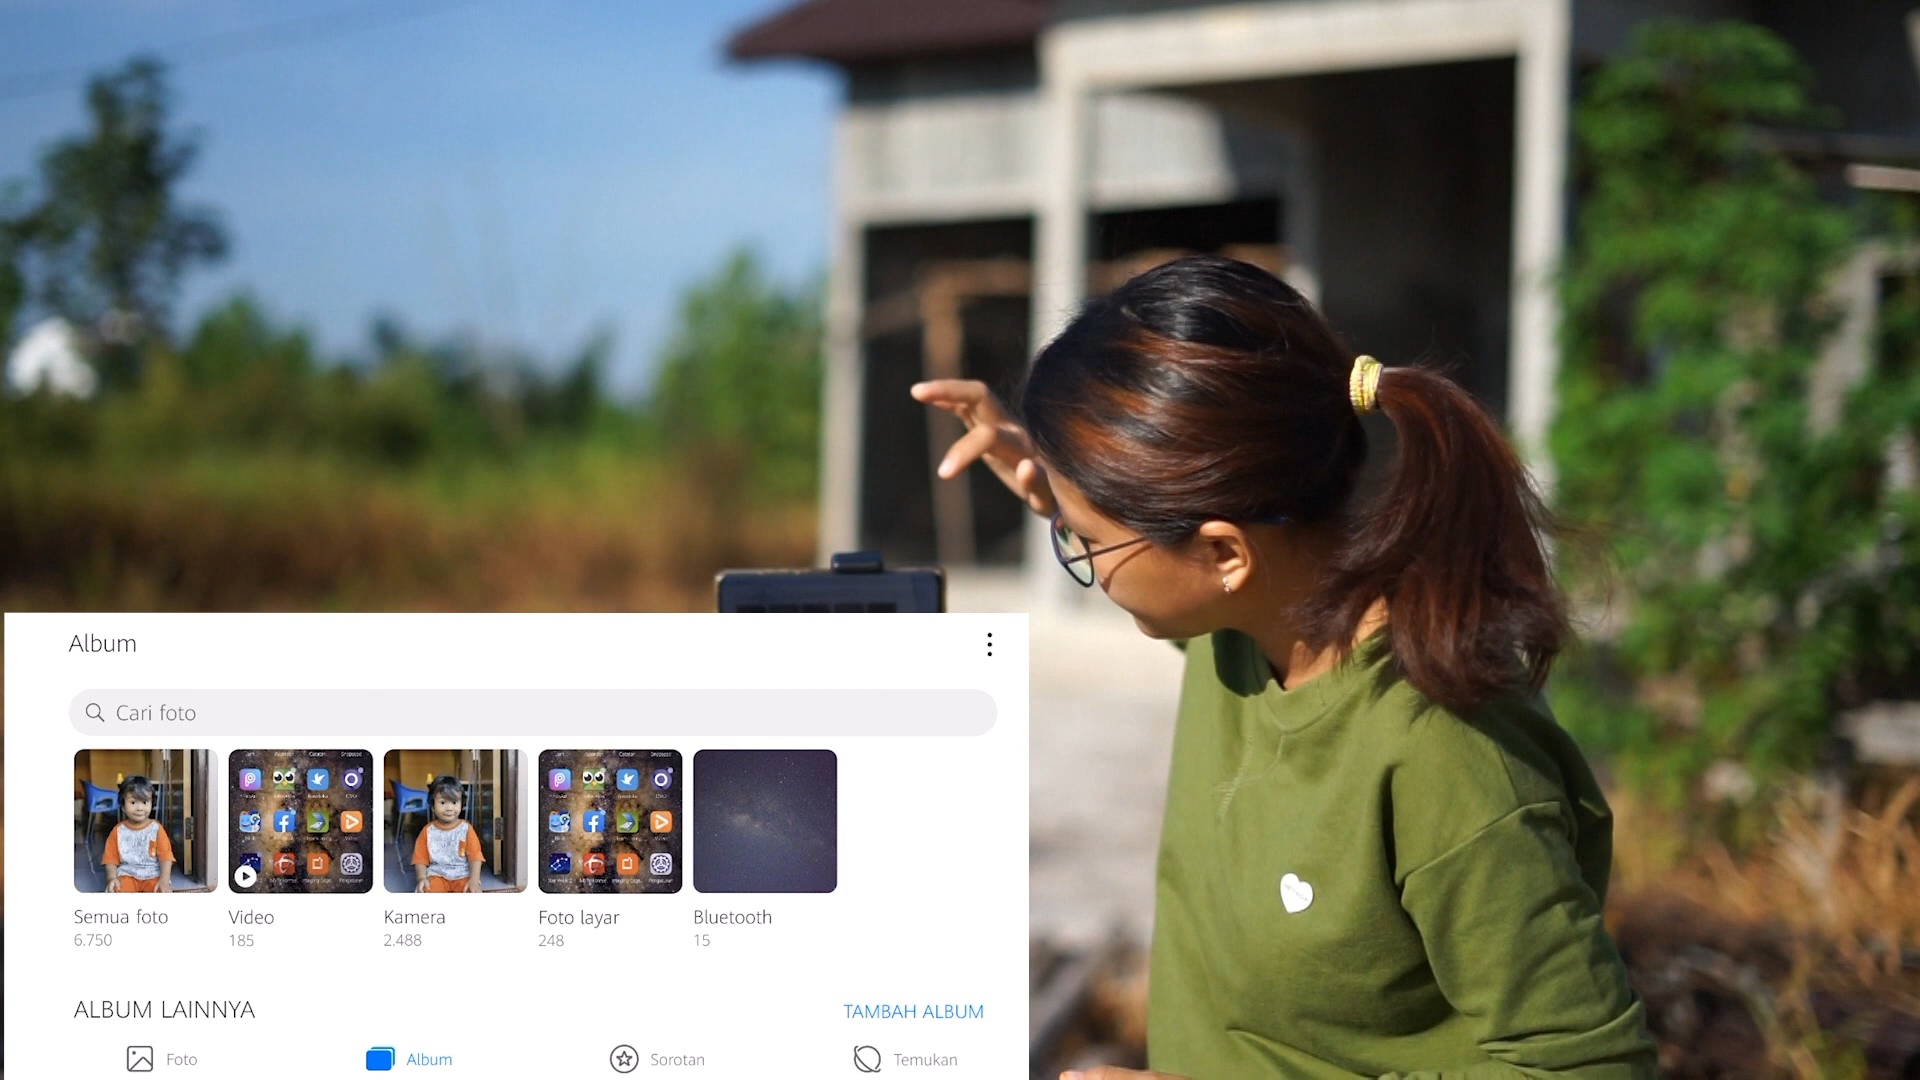 Album
Cari foto
Semua foto
6.750
Video
185
Kamera
2.488
Foto layar
248
Bluetooth
15
ALBUM LAINNYA
TAMBAH ALBUM
Foto
Album
Sorotan
Temukan